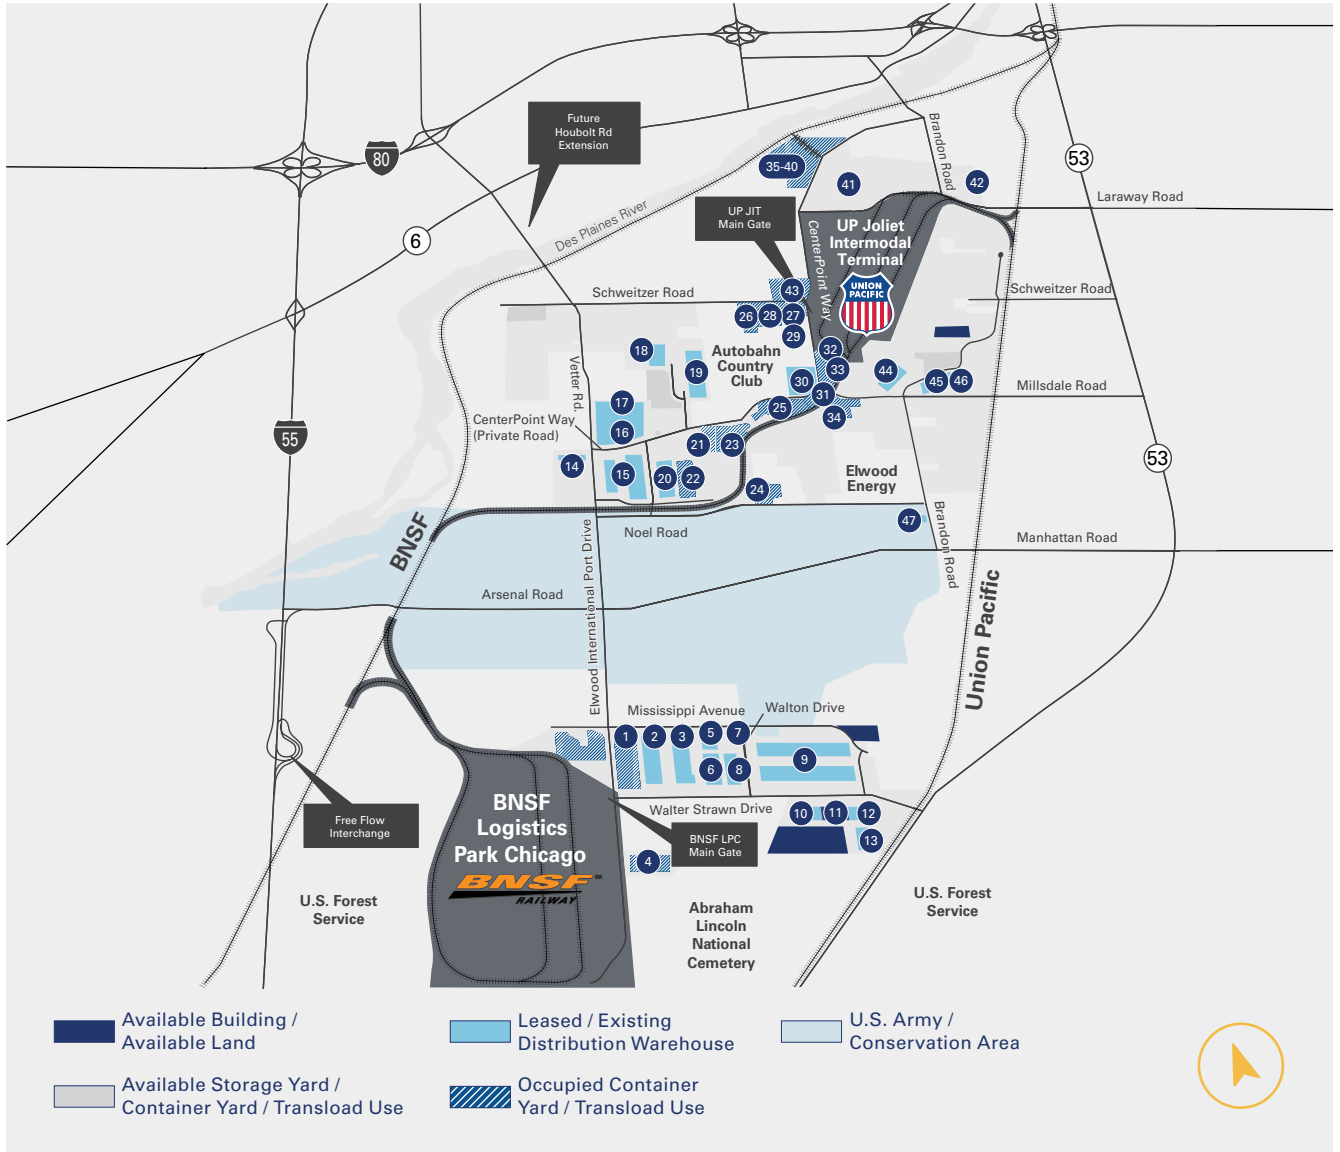 Future
Houbolt Rd
Extension
80
53
Brandon Road
35-40
41
42
Laraway Road
UP JIT
Main Gate
Des Plaines River
6
UP Joliet
Intermodal
Terminal
CenterPoint Way
UNION
PACIFIC
Schweitzer Road
43
Schweitzer Road
26
28
27
29
18
Autobahn
Country
Club
32
33
19
30
44
45
46
Vetter Rd.
31
Millsdale Road
17
25
34
CenterPoint Way
(Private Road)
16
21
23
55
53
14
15
20
22
24
Elwood
Energy
47
BNSF
Noel Road
Brandon Road
Manhattan Road
Elwood International Port Drive
Arsenal Road
Union Pacific
Mississippi Avenue
Walton Drive
1
2
3
5
7
6
8
9
BNSF
Logistics
Park Chicago
BNSF
RAILWAY
Walter Strawn Drive
10
11
12
13
Free Flow
Interchange
BNSF LPC
Main Gate
4
U.S. Forest
Service
Abraham
Lincoln
National
Cemetery
U.S. Forest
Service
Available Building /
Available Land
Leased / Existing
Distribution Warehouse
U.S. Army /
Conservation Area
Available Storage Yard /
Container Yard / Transload Use
Occupied Container
Yard / Transload Use